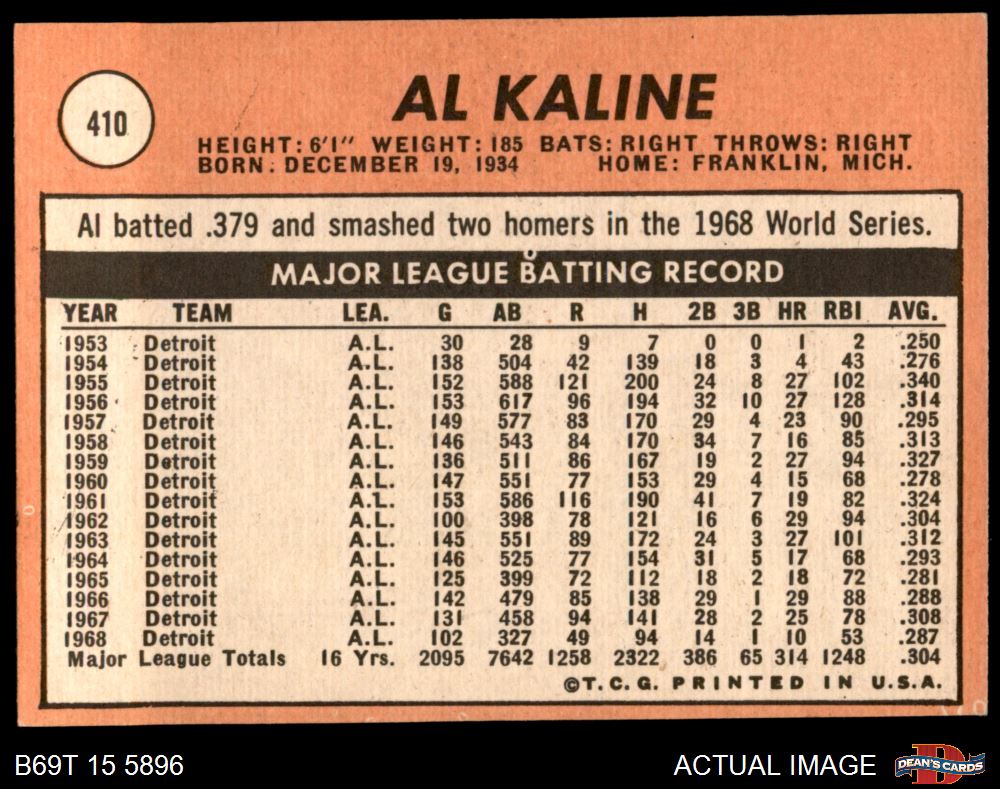 410
AL KALINE
HEIGHT: 6'1" WEIGHT: 185 BATS: RIGHT THROWS: RIGHT
BORN: DECEMBER 19, 1934 HOME: FRANKLIN, MICH.
Al batted .379 and smashed two homers in the 1968 World Series.
MAJOR LEAGUE BATTING RECORD
YEAR TEAM LEA. G AB R H 2B 3B HR RBI AVG.
1953 Detroit A.L. 30 28 9 7 0 0 1 2 .250
1954 Detroit A.L. 138 504 42 139 18 3 4 43 .276
1955 Detroit A.L. 152 588 121 200 24 8 27 102 .340
1956 Detroit A.L. 153 617 96 194 32 10 27 128 .314
1957 Detroit A.L. 149 577 83 170 29 4 23 90 .295
1958 Detroit A.L. 146 543 84 170 34 7 16 85 .313
1959 Detroit A.L. 136 511 86 167 19 2 27 94 .327
1960 Detroit A.L. 147 551 77 153 29 4 15 68 .278
1961 Detroit A.L. 153 586 116 190 41 7 19 82 .324
1962 Detroit A.L. 100 398 78 121 16 6 29 94 .304
1963 Detroit A.L. 145 551 89 172 24 3 27 101 .312
1964 Detroit A.L. 146 525 77 154 31 5 17 68 .293
1965 Detroit A.L. 125 399 72 112 18 2 18 72 .281
1966 Detroit A.L. 142 479 85 138 29 1 29 88 .288
1967 Detroit A.L. 131 458 94 141 28 2 25 78 .308
1968 Detroit A.L. 102 327 49 94 14 1 10 53 .287
Major League Totals 16 Yrs. 2095 7642 1258 2322 386 65 314 1248 .304
©T.C.G. PRINTED IN U.S.A.
B69T 15 5896 ACTUAL IMAGE
D
DEAN'S CARDS